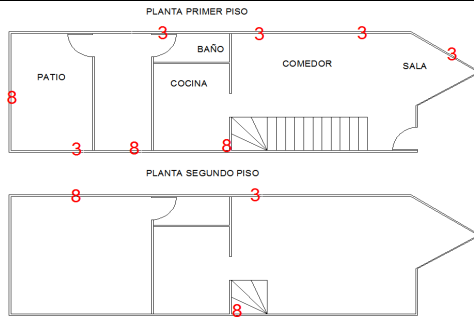 PLANTA PRIMER PISO
3 3 3
BAÑO
3
COMEDOR
SALA
PATIO
COCINA
8
3 8 8
PLANTA SEGUNDO PISO
8 3
8